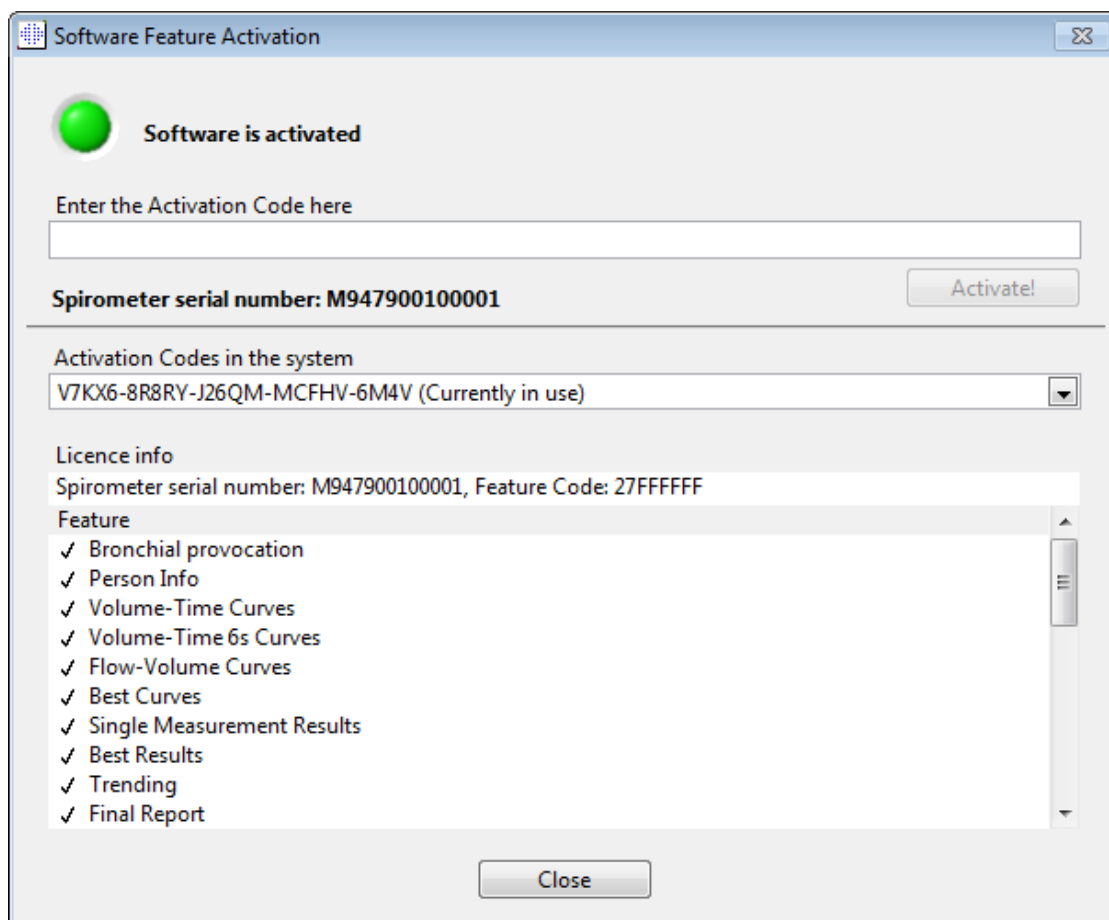 Software Feature Activation
Software is activated
Enter the Activation Code here
Spirometer serial number: M947900100001
Activate!
Activation Codes in the system
V7KX6-8R8RY-J26QM-MCFHV-6M4V (Currently in use)
Licence info
Spirometer serial number: M947900100001, Feature Code: 27FFFFFF
Feature
✓ Bronchial provocation
✓ Person Info
✓ Volume-Time Curves
✓ Volume-Time 6s Curves
✓ Flow-Volume Curves
✓ Best Curves
✓ Single Measurement Results
✓ Best Results
✓ Trending
✓ Final Report
Close